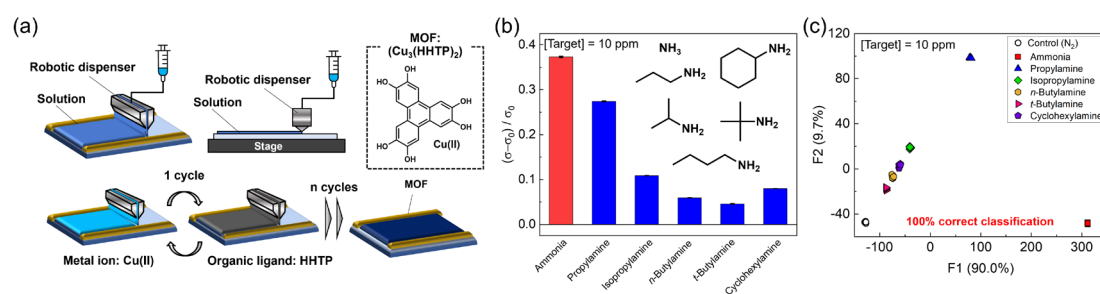 (a)
Robotic dispenser
Solution
Robotic dispenser
Solution
Stage
MOF:
(Cu₃(HHTP)₂)
OH
HO
HO
OH
OH
HO
OH
Cu(II)
1 cycle
n cycles
MOF
Metal ion: Cu(II)
Organic ligand: HHTP
(b)
[Target] = 10 ppm
NH₃
NH₂
NH₂
NH₂
NH₂
NH₂
(σ−σ₀) / σ₀
0.4
0.3
0.2
0.1
0.0
Ammonia
Propylamine
Isopropylamine
n-Butylamine
t-Butylamine
Cyclohexylamine
(c)
[Target] = 10 ppm
Control (N₂)
Ammonia
Propylamine
Isopropylamine
n-Butylamine
t-Butylamine
Cyclohexylamine
F2 (9.7%)
120
80
40
0
-40
100% correct classification
-100
0
100
200
300
F1 (90.0%)